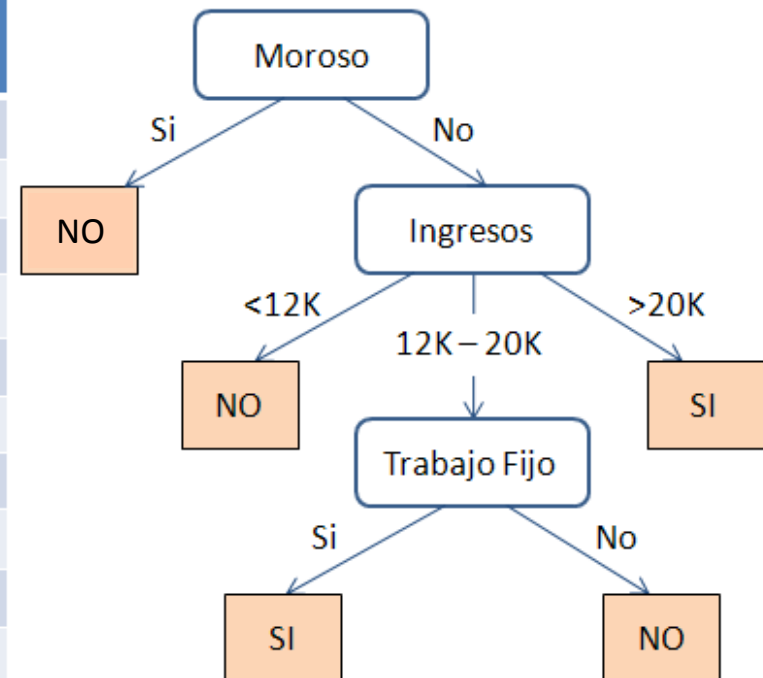 Moroso
Si
No
NO
Ingresos
<12K
12K – 20K
>20K
NO
SI
Trabajo Fijo
Si
No
SI
NO